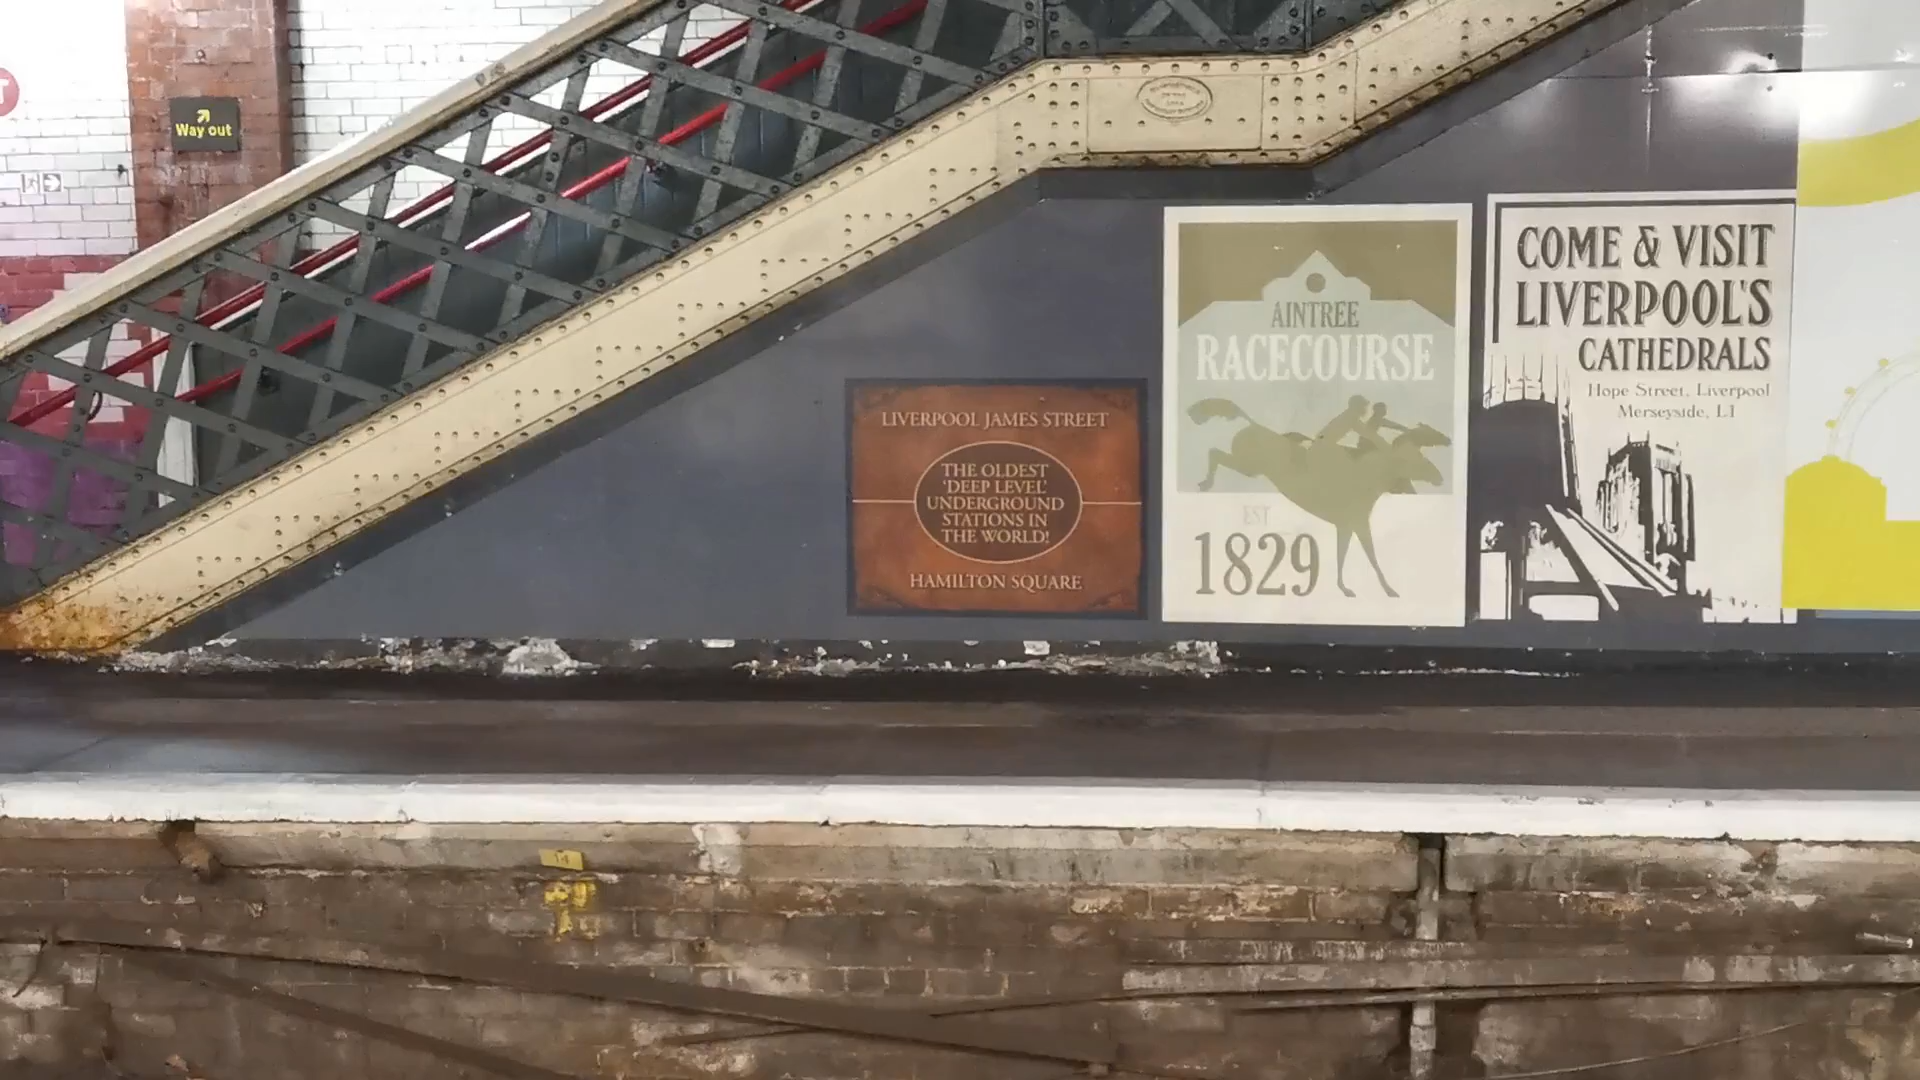 Way out
LIVERPOOL JAMES STREET
THE OLDEST
'DEEP LEVEL'
UNDERGROUND
STATIONS IN
THE WORLD!
HAMILTON SQUARE
AINTREE
RACECOURSE
EST
1829
COME & VISIT
LIVERPOOL'S
CATHEDRALS
Hope Street, Liverpool
Merseyside, L1